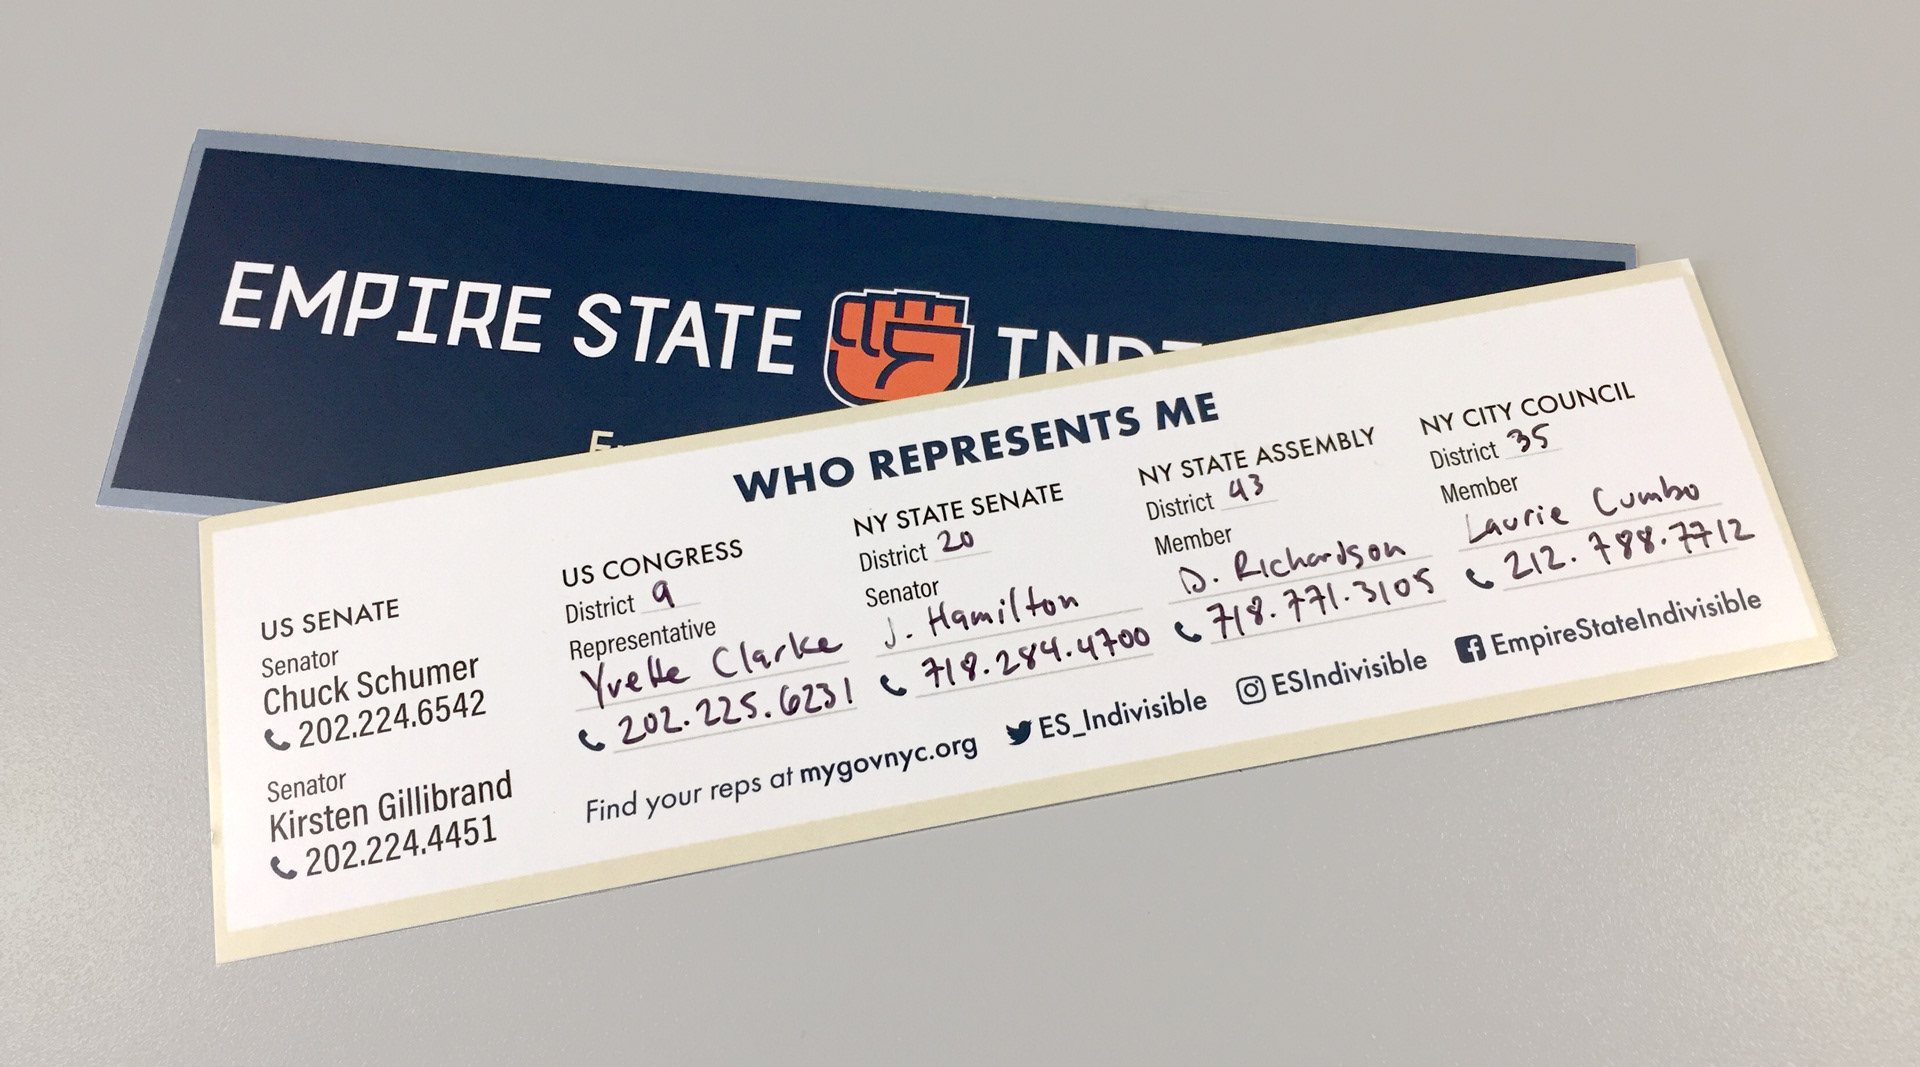 EMPIRE STATE
WHO REPRESENTS ME
US SENATE
Senator
Chuck Schumer
202.224.6542
Senator
Kirsten Gillibrand
202.224.4451
US CONGRESS
District 9
Representative
Yvette Clarke
202.225.6231
NY STATE SENATE
District 20
Senator
J. Hamilton
718.284.4700
NY STATE ASSEMBLY
District 43
Member
D. Richardson
718.771.3105
NY CITY COUNCIL
District 35
Member
Laurie Cumbo
212.788.7712
Find your reps at mygovnyc.org ES_Indivisible ESIndivisible EmpireStateIndivisible